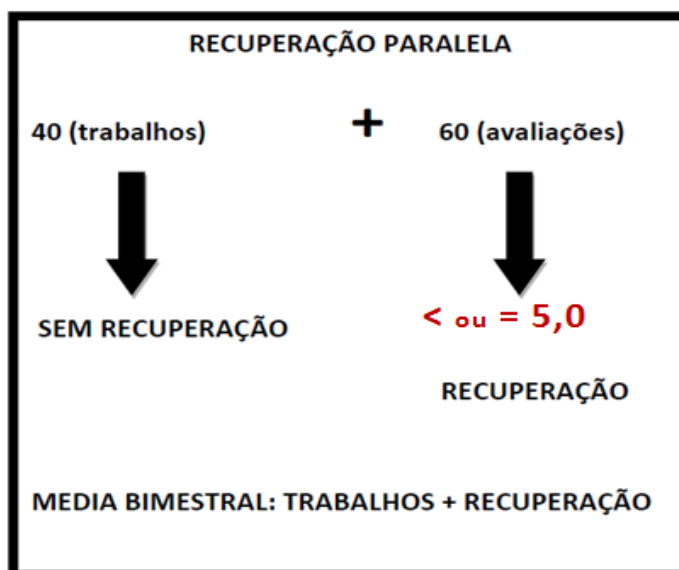 RECUPERAÇÃO PARALELA
40 (trabalhos) + 60 (avaliações)
SEM RECUPERAÇÃO < ou = 5,0
RECUPERAÇÃO
MEDIA BIMESTRAL: TRABALHOS + RECUPERAÇÃO